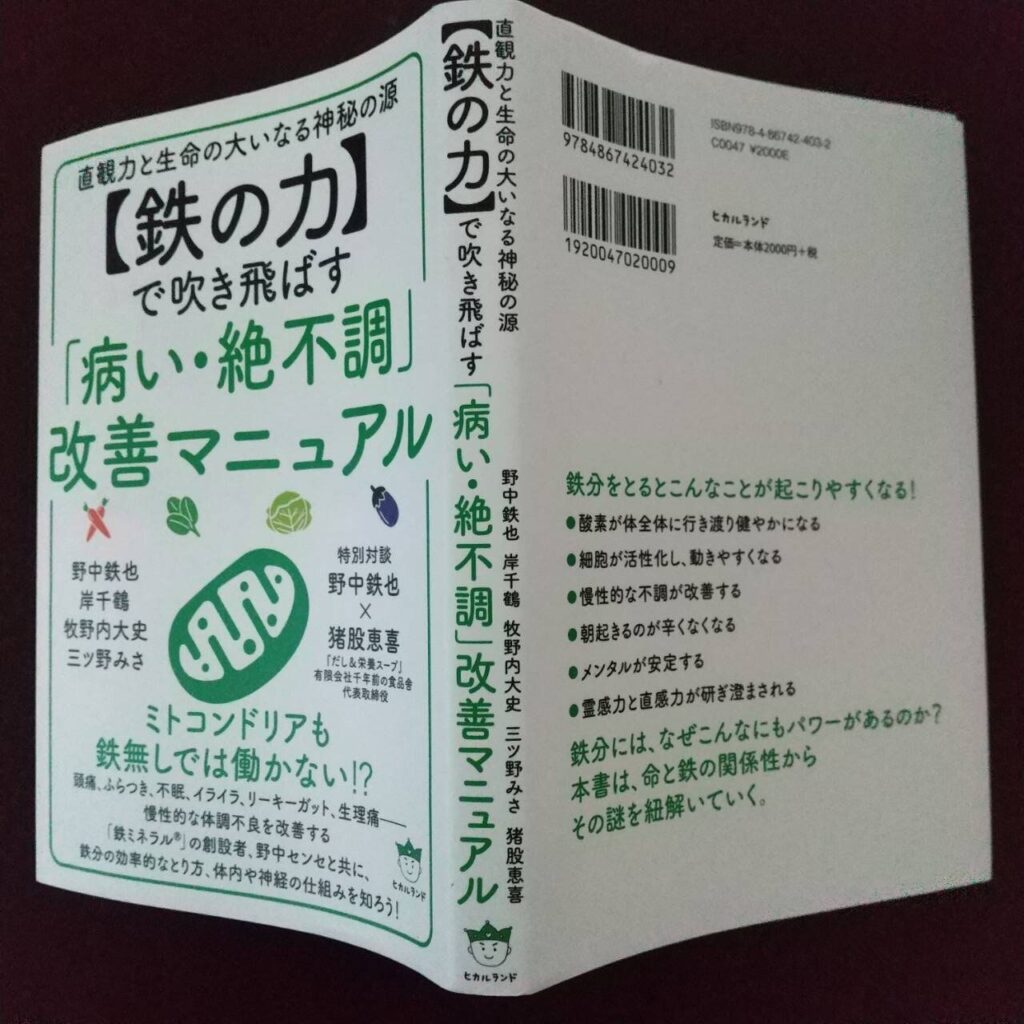 直観力と生命の大いなる神秘の源
【鉄の力】
で吹き飛ばす
「病い・絶不調」
改善マニュアル
野中鉄也
岸千鶴
牧野内大史
三ッ野みさ
特別対談
野中鉄也
×
猪股恵喜
「だし&栄養スープ」
有限会社千年前の食品舎
代表取締役
ミトコンドリアも
鉄無しでは働かない!?
頭痛、ふらつき、不眠、イライラ、リーキーガット、生理痛――
慢性的な体調不良を改善する
「鉄ミネラル®」の創設者、野中センセと共に、
鉄分の効率的なとり方、体内や神経の仕組みを知ろう!
ヒカルランド
直観力と生命の大いなる神秘の源
【鉄の力】で吹き飛ばす「病い・絶不調」改善マニュアル
野中鉄也 岸千鶴 牧野内大史 三ッ野みさ 猪股恵喜
ヒカルランド
9784867424032
1920047020009
ISBN978-4-86742-403-2
C0047 ¥2000E
ヒカルランド
定価=本体2000円+税
鉄分をとるとこんなことが起こりやすくなる!
●酸素が体全体に行き渡り健やかになる
●細胞が活性化し、動きやすくなる
●慢性的な不調が改善する
●朝起きるのが辛くなくなる
●メンタルが安定する
●霊感力と直感力が研ぎ澄まされる
鉄分には、なぜこんなにもパワーがあるのか?
本書は、命と鉄の関係性から
その謎を紐解いていく。